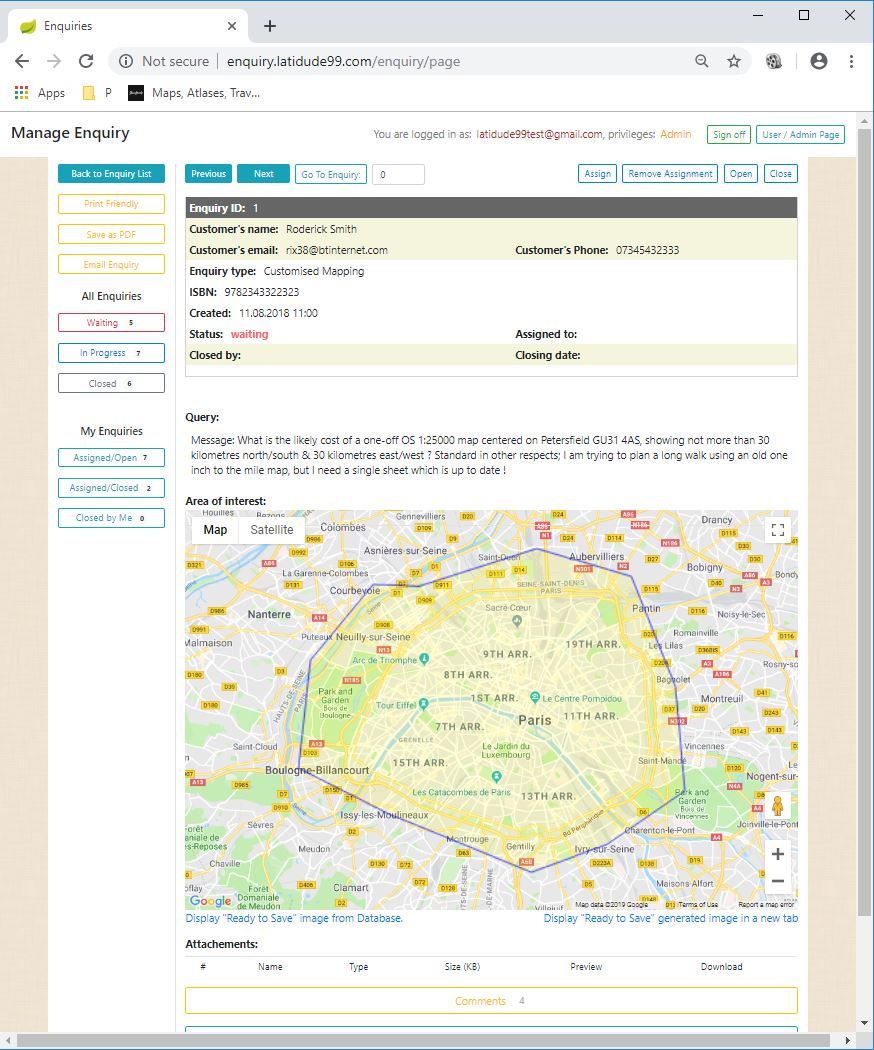 Enquiries
Not secure | enquiry.latidude99.com/enquiry/page
Apps P Maps, Atlases, Trav...
Manage Enquiry
You are logged in as: latidude99test@gmail.com, privileges: Admin Sign off User / Admin Page
Back to Enquiry List
Print Friendly
Save as PDF
Email Enquiry
All Enquiries
Waiting 5
In Progress 7
Closed 6
My Enquiries
Assigned/Open 7
Assigned/Closed 2
Closed by Me 0
Previous Next Go To Enquiry: 0 Assign Remove Assignment Open Close
Enquiry ID: 1
Customer's name: Roderick Smith
Customer's email: rix38@btinternet.com Customer's Phone: 07345432333
Enquiry type: Customised Mapping
ISBN: 9782343322323
Created: 11.08.2018 11:00
Status: waiting Assigned to:
Closed by: Closing date:
Query:
Message: What is the likely cost of a one-off OS 1:25000 map centered on Petersfield GU31 4AS, showing not more than 30
kilometres north/south & 30 kilometres east/west ? Standard in other respects; I am trying to plan a long walk using an old one
inch to the mile map, but I need a single sheet which is up to date !
Area of interest:
Map Satellite
Gennevilliers
Colombes
Drancy
Asnières-sur-Seine
Saint-Ouen
Aubervilliers
Bobigny
La Garenne-Colombes
Courbevoie
SEINE-SAINT-DENIS
PARIS
Pantin
Noisy-le-Sec
Nanterre
Sacré-Cœur
Puteaux
Neuilly-sur-Seine
Romainville
Les Lilas
19TH ARR.
9TH ARR.
Arc de Triomphe
8TH ARR.
Bagnolet
Montreuil
Park and
Garden
Bois de
Boulogne
1ST ARR.
Le Centre Pompidou
Tour Eiffel
Paris
11TH ARR.
7TH ARR.
GRENELLE
Vincennes
Saint-Cloud
Le Jardin du
Luxembourg
Saint-Mandé
15TH ARR.
Boulogne-Billancourt
Les Catacombes de Paris
13TH ARR.
Park and
Garden
Bois de
Vincennes
Issy-les-Moulineaux
Bd Périphérique
Sèvres
Charenton-le-Pont
Montrouge
Meudon
Gentilly
Ivry-sur-Seine
Chaville
Clamart
Maisons-Alfort
Forêt
Domaniale
de Meudon
Google
Map data ©2019 Google Terms of Use Report a map error
Display "Ready to Save" image from Database. Display "Ready to Save" generated image in a new tab
Attachements:
# Name Type Size (KB) Preview Download
Comments 4